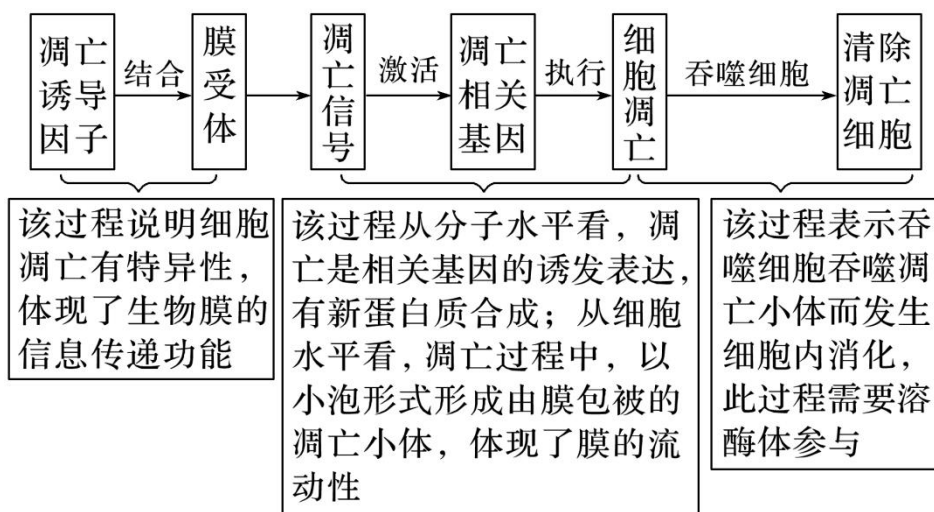 凋亡诱导因子
结合
膜受体
凋亡信号
激活
凋亡相关基因
执行
细胞凋亡
吞噬细胞
清除凋亡细胞
该过程说明细胞
凋亡有特异性，
体现了生物膜的
信息传递功能
该过程从分子水平看，凋
亡是相关基因的诱发表达，
有新蛋白质合成；从细胞
水平看，凋亡过程中，以
小泡形式形成由膜包被的
凋亡小体，体现了膜的流
动性
该过程表示吞
噬细胞吞噬凋
亡小体而发生
细胞内消化，
此过程需要溶
酶体参与